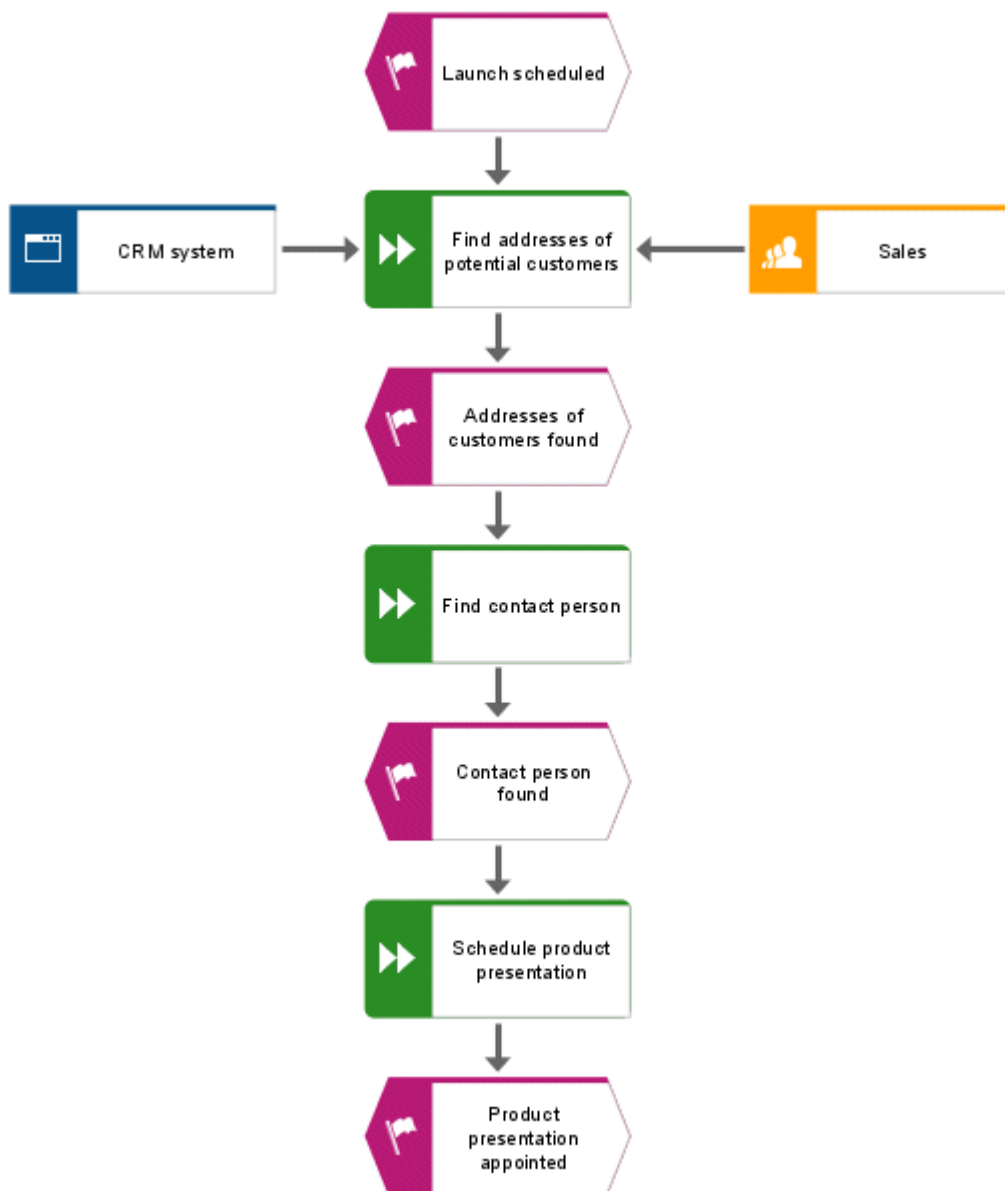 Launch scheduled
CRM system
Find addresses of
potential customers
Sales
Addresses of
customers found
Find contact person
Contact person
found
Schedule product
presentation
Product
presentation
appointed